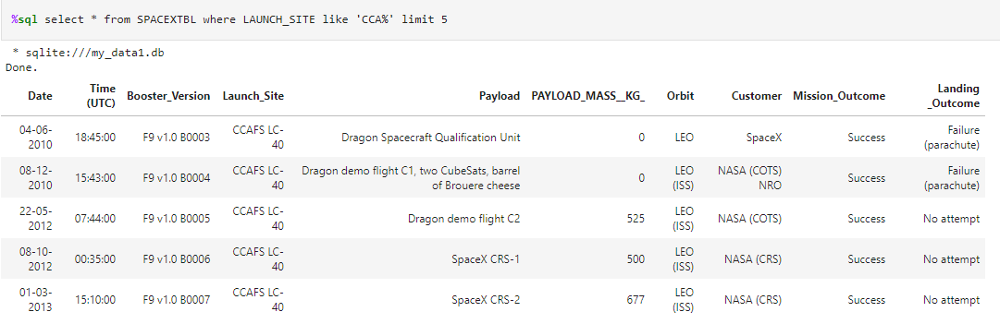 %sql select * from SPACEXTBL where LAUNCH_SITE like 'CCA%' limit 5
* sqlite:///my_data1.db
Done.
Date Time (UTC) Booster_Version Launch_Site Payload PAYLOAD_MASS__KG_ Orbit Customer Mission_Outcome Landing _Outcome
04-06-2010 18:45:00 F9 v1.0 B0003 CCAFS LC-40 Dragon Spacecraft Qualification Unit 0 LEO SpaceX Success Failure (parachute)
08-12-2010 15:43:00 F9 v1.0 B0004 CCAFS LC-40 Dragon demo flight C1, two CubeSats, barrel of Brouere cheese 0 LEO (ISS) NASA (COTS) NRO Success Failure (parachute)
22-05-2012 07:44:00 F9 v1.0 B0005 CCAFS LC-40 Dragon demo flight C2 525 LEO (ISS) NASA (COTS) Success No attempt
08-10-2012 00:35:00 F9 v1.0 B0006 CCAFS LC-40 SpaceX CRS-1 500 LEO (ISS) NASA (CRS) Success No attempt
01-03-2013 15:10:00 F9 v1.0 B0007 CCAFS LC-40 SpaceX CRS-2 677 LEO (ISS) NASA (CRS) Success No attempt